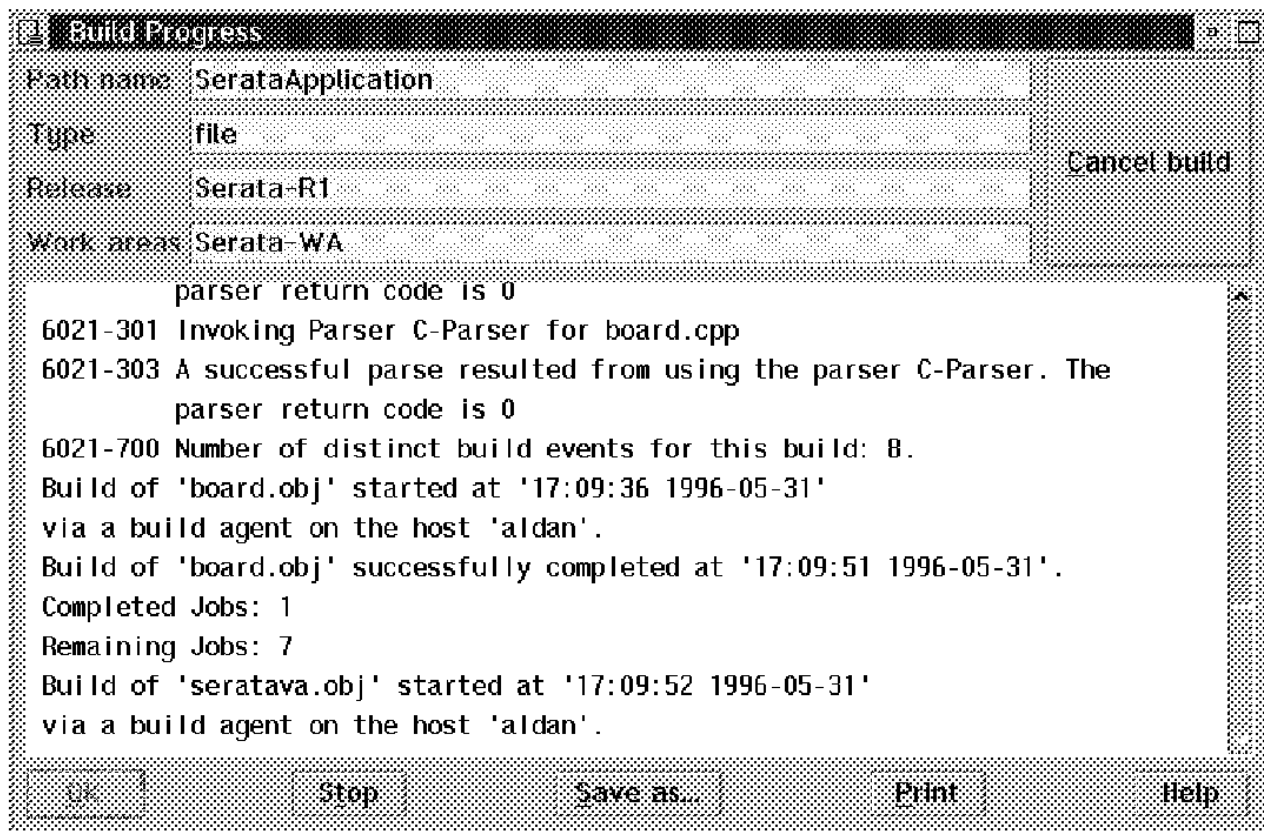 Build Progress
Path name SerataApplication
Type file
Release Serata-R1
Work areas Serata-WA
Cancel build
parser return code is 0
6021-301 Invoking Parser C-Parser for board.cpp
6021-303 A successful parse resulted from using the parser C-Parser. The
parser return code is 0
6021-700 Number of distinct build events for this build: 8.
Build of 'board.obj' started at '17:09:36 1996-05-31'
via a build agent on the host 'aldan'.
Build of 'board.obj' successfully completed at '17:09:51 1996-05-31'.
Completed Jobs: 1
Remaining Jobs: 7
Build of 'seratava.obj' started at '17:09:52 1996-05-31'
via a build agent on the host 'aldan'.
OK Stop Save as... Print Help